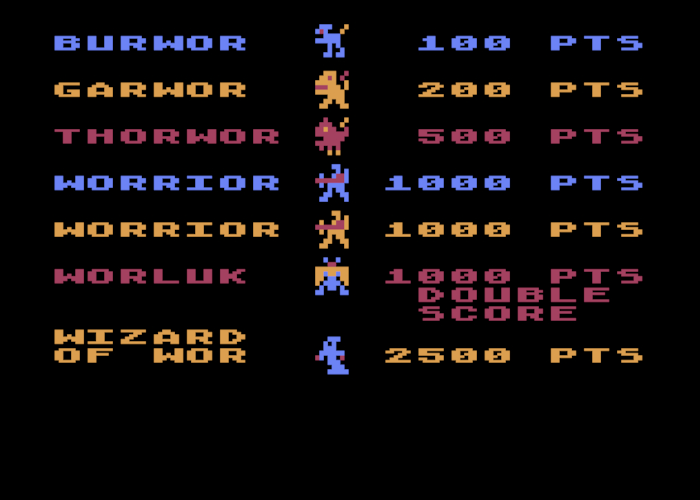 BURWOR 100 PTS
GARWOR 200 PTS
THORWOR 500 PTS
WORRIOR 1000 PTS
WORRIOR 1000 PTS
WORLUK 1000 PTS
DOUBLE
SCORE
WIZARD
OF WOR 2500 PTS